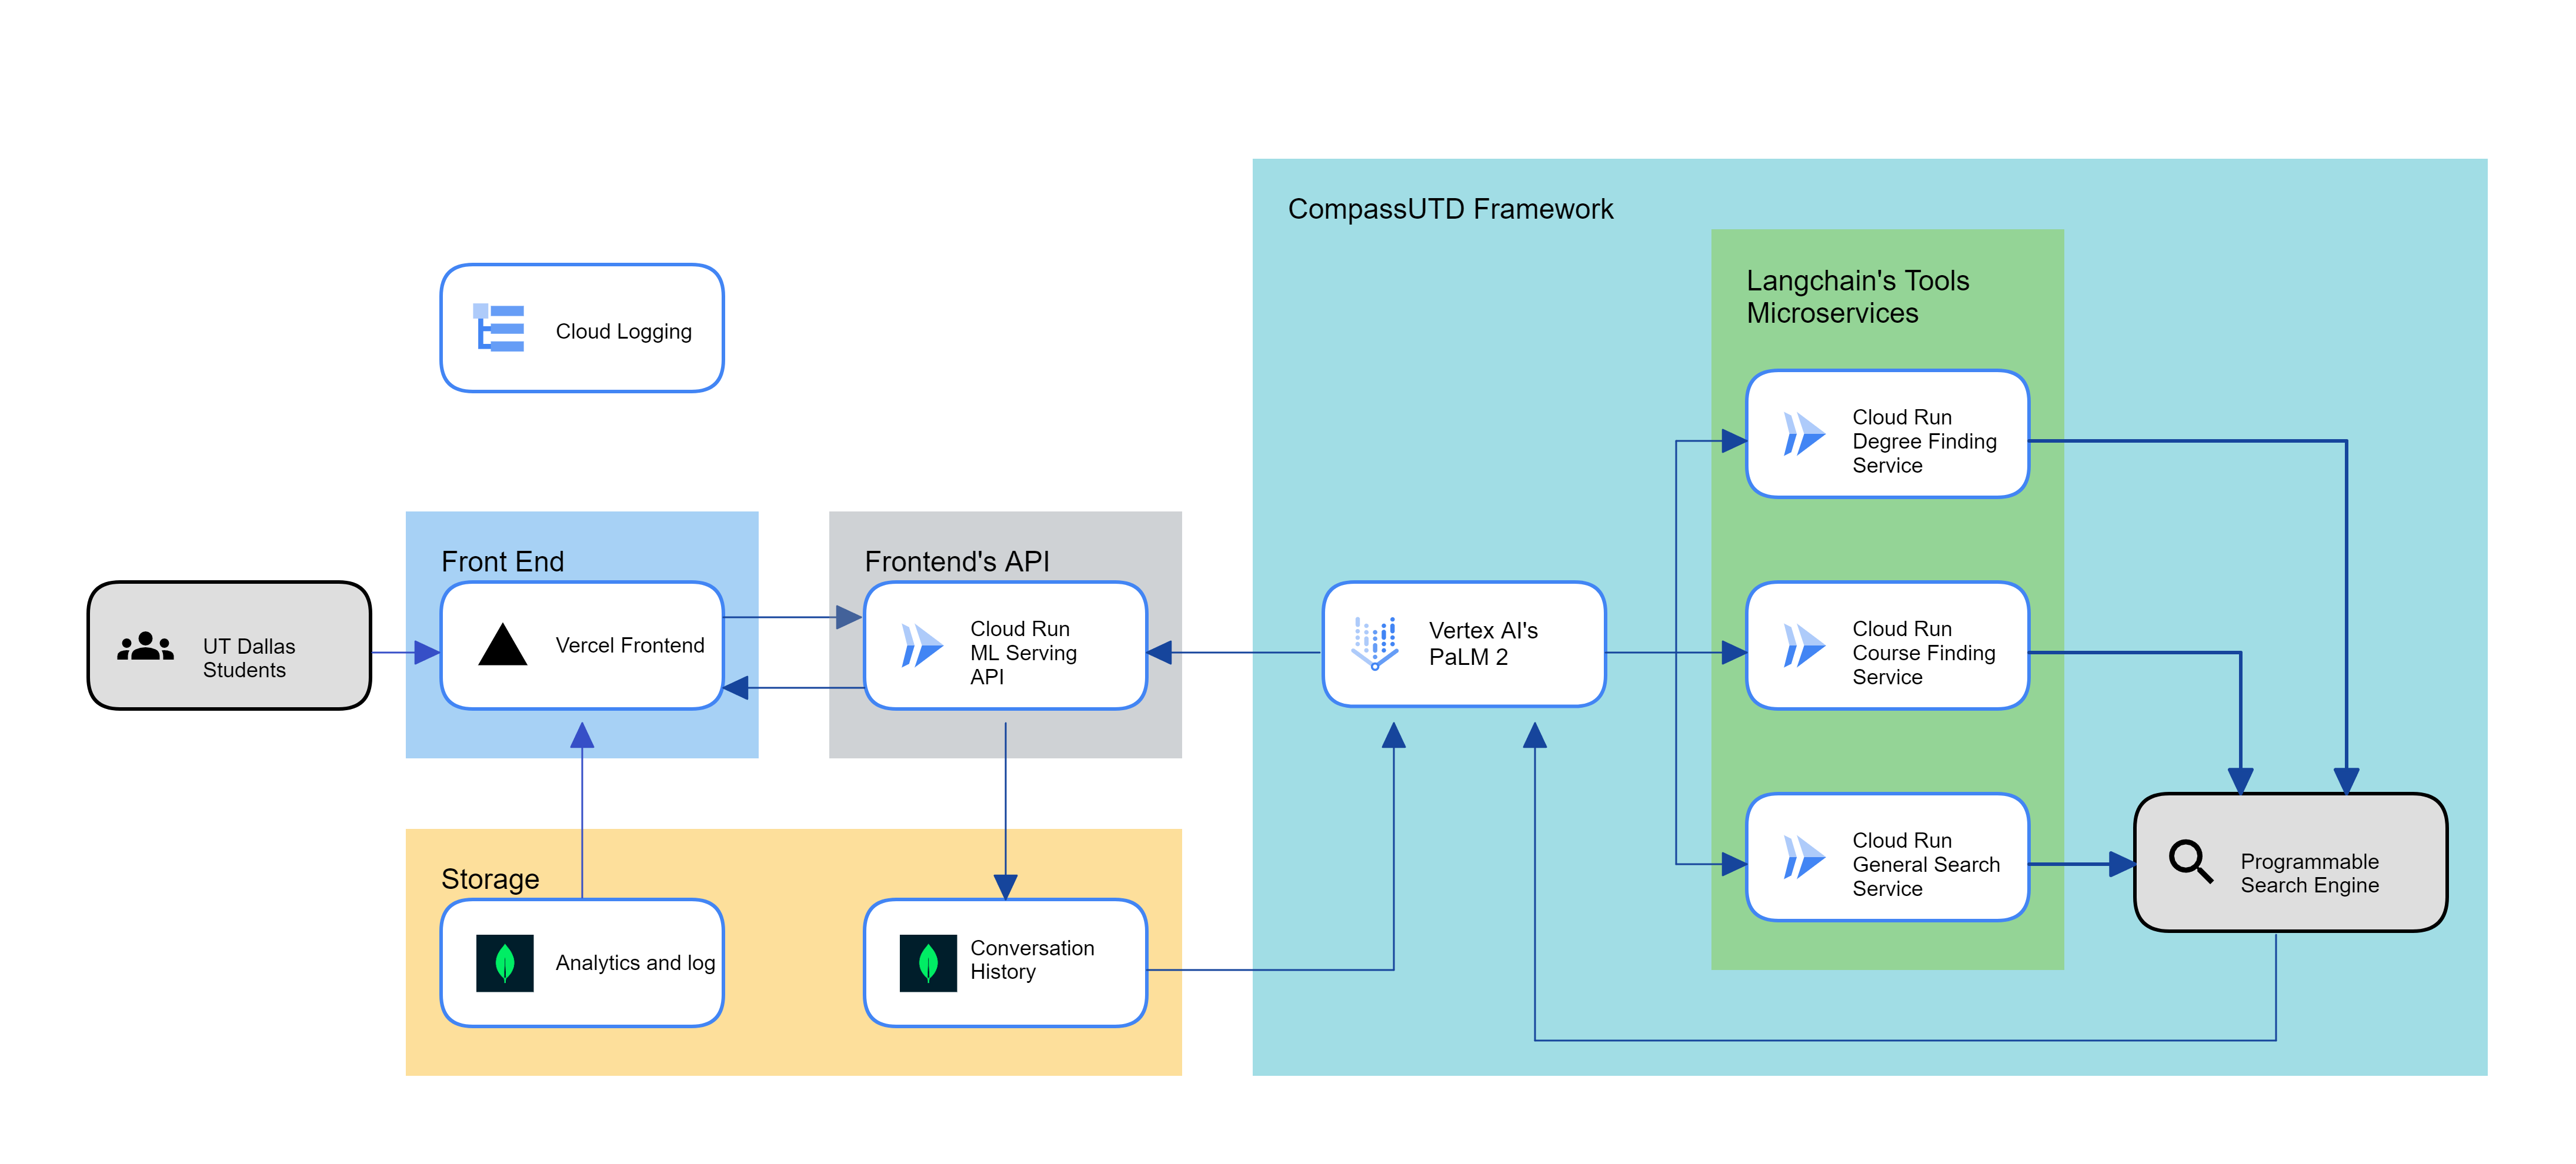 CompassUTD Framework
Langchain's Tools
Microservices
Cloud Logging
Cloud Run
Degree Finding
Service
Front End
Frontend's API
UT Dallas
Students
Vercel Frontend
Cloud Run
ML Serving
API
Vertex AI's
PaLM 2
Cloud Run
Course Finding
Service
Storage
Analytics and log
Conversation
History
Cloud Run
General Search
Service
Programmable
Search Engine